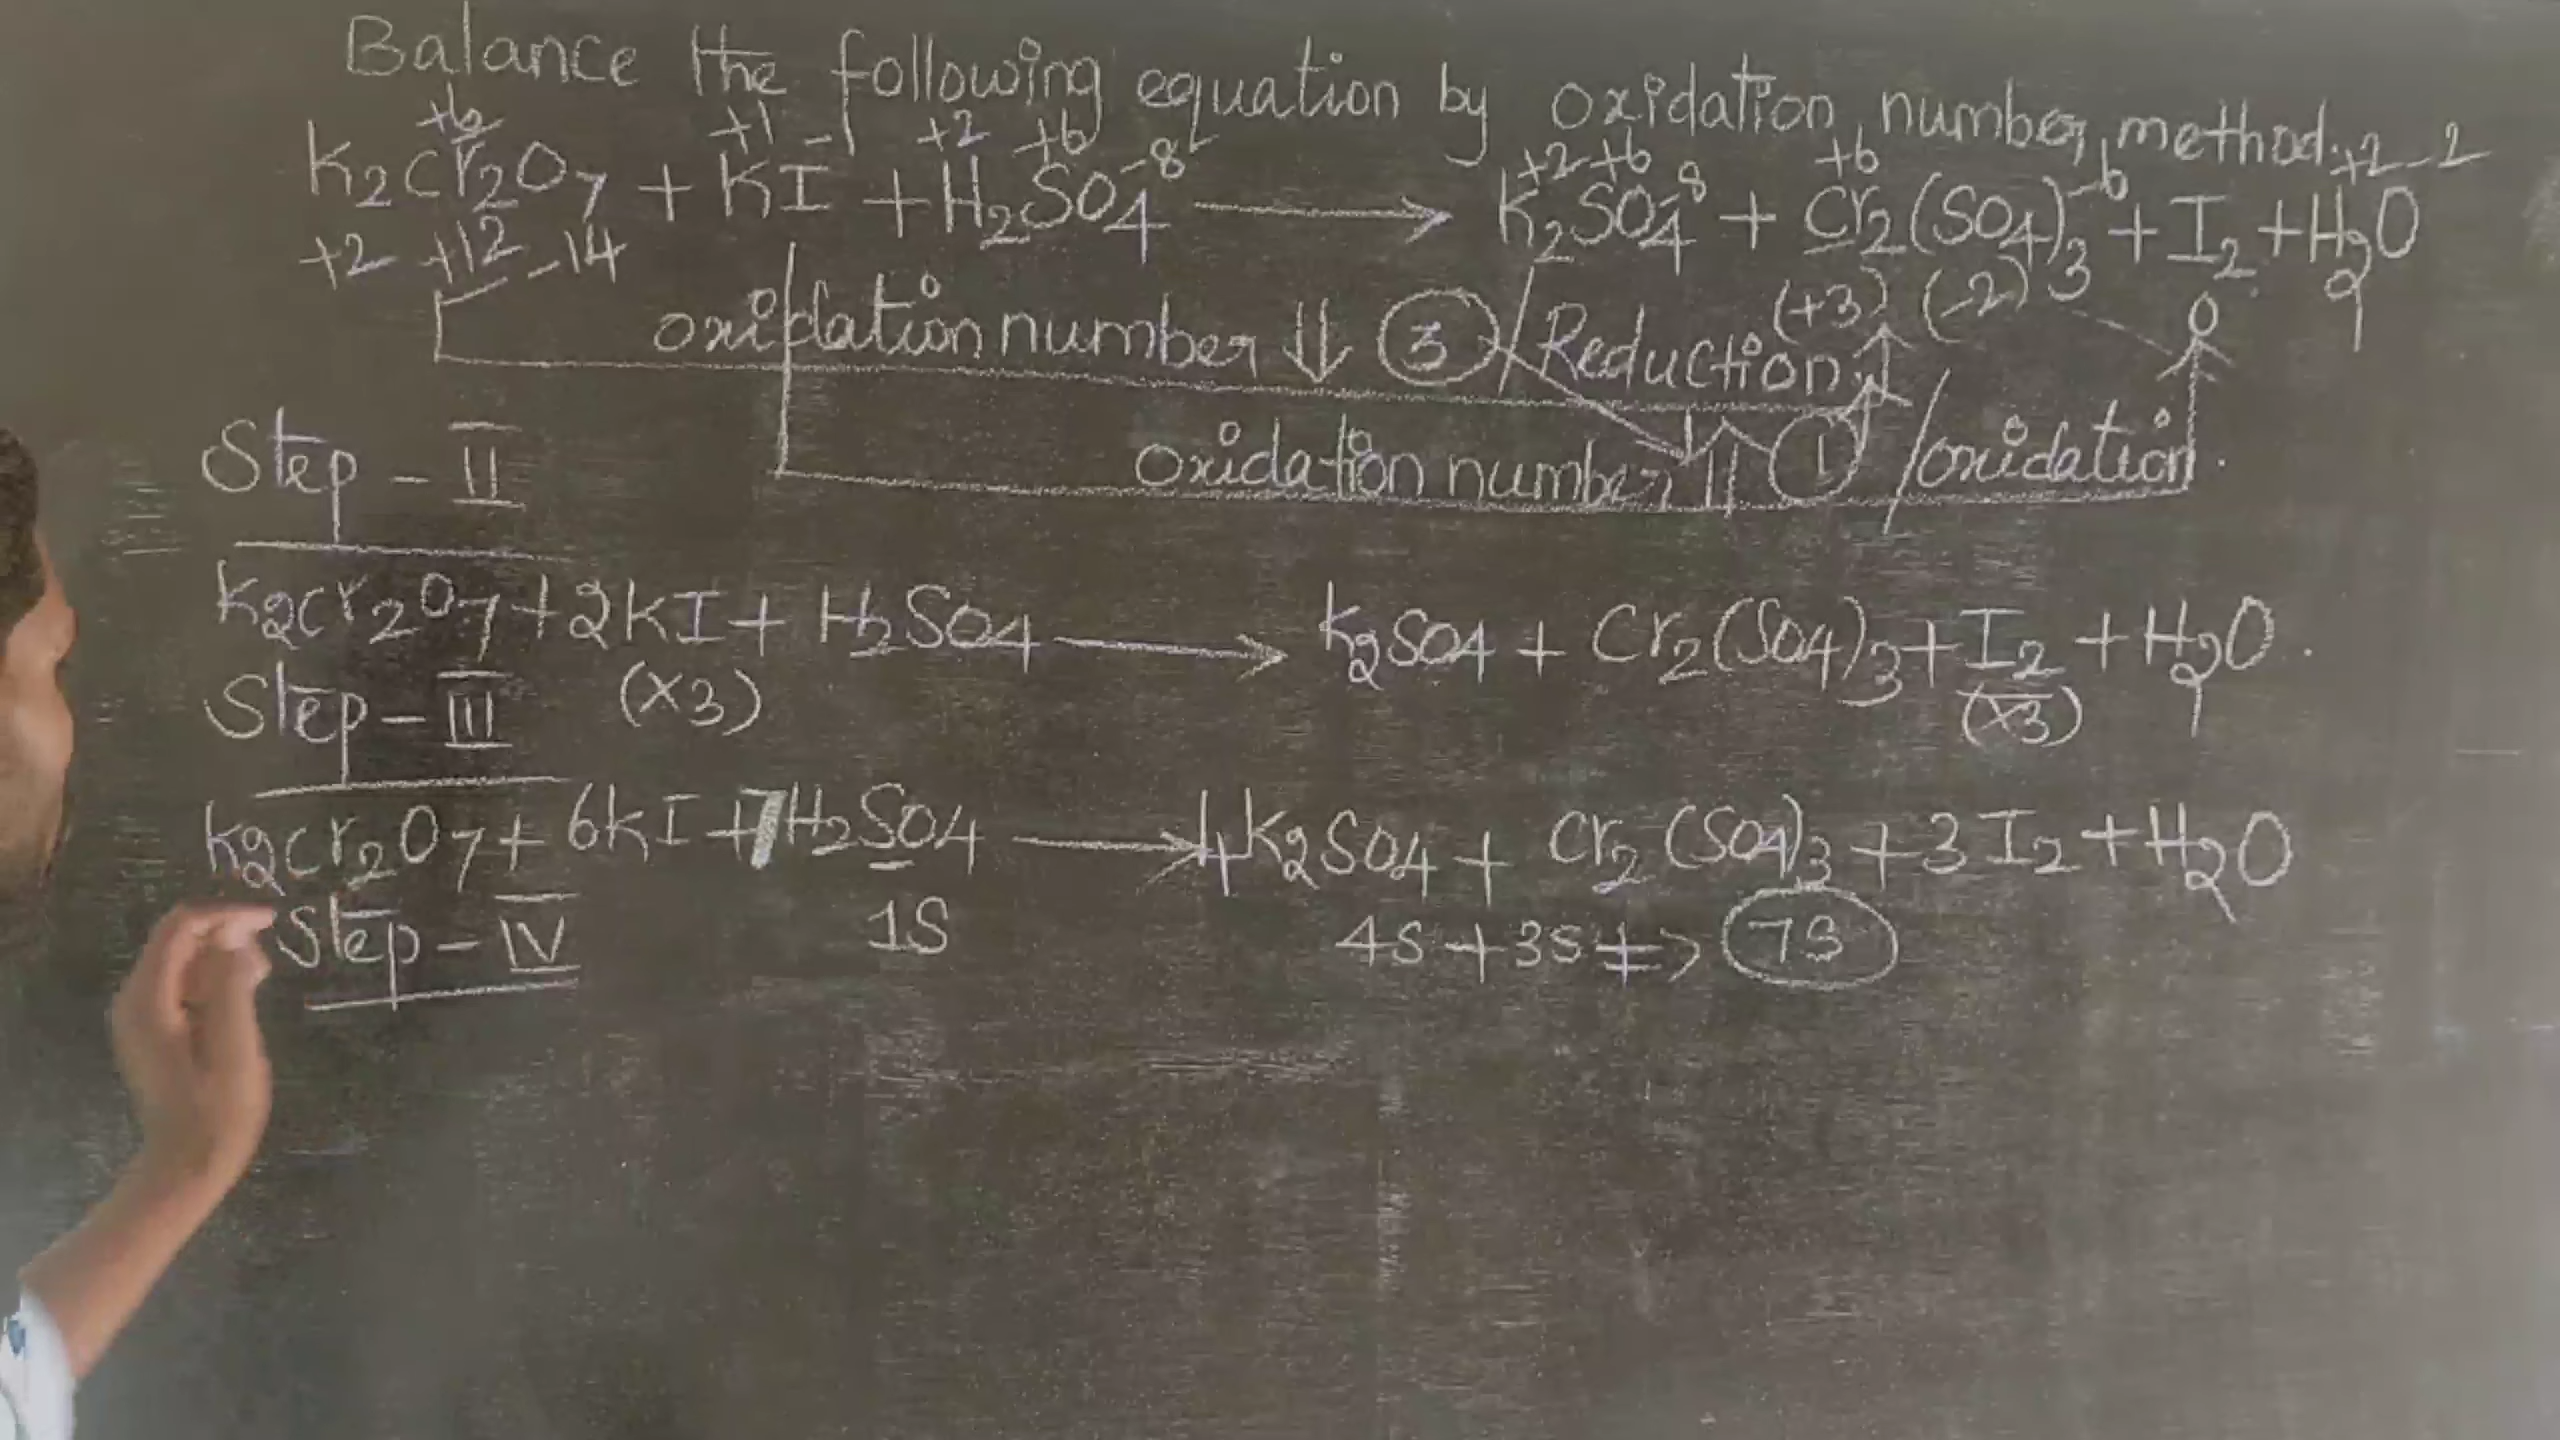 Balance the following equation by oxidation number method.
+6 +1 -1 +2 +6 -8 +2 +6 -8 +6 -6 +2 -2
K2Cr2O7 + KI + H2SO4 → K2SO4 + Cr2(SO4)3 + I2 + H2O
+2 +12 -14 (+3) (-2) 0
oxidation number ↓↓ 3 / Reduction
oxidation number ↑↑ 1 / oxidation.
Step - II
K2Cr2O7 + 2KI + H2SO4 → K2SO4 + Cr2(SO4)3 + I2 + H2O.
Step - III (×3) (×3)
K2Cr2O7 + 6KI + 7H2SO4 → 4K2SO4 + Cr2(SO4)3 + 3I2 + H2O
Step - IV 1S 4S + 3S => 7S